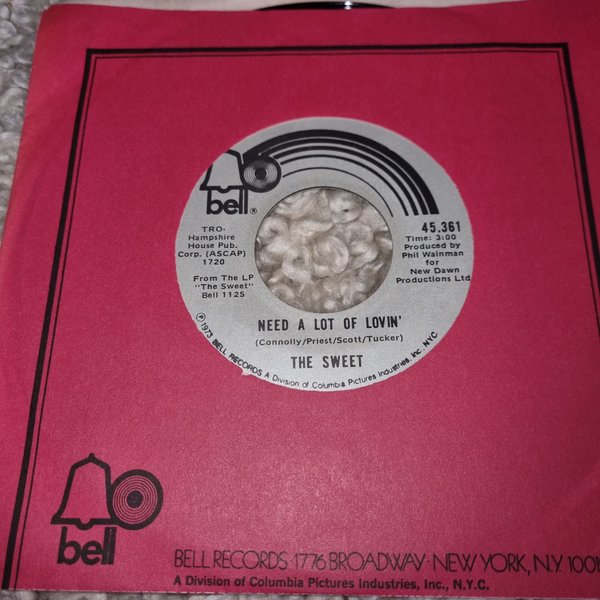 bell®
45.361
Time: 3:00
Produced by
Phil Wainman
for
New Dawn
Productions Ltd
TRO-
Hampshire
House Pub.
Corp. (ASCAP)
1720
From The LP
"The Sweet"
Bell 1125
NEED A LOT OF LOVIN'
(Connolly/Priest/Scott/Tucker)
THE SWEET
℗ 1973 BELL RECORDS A Division of Columbia Pictures Industries, Inc. NYC
bell
BELL RECORDS·1776 BROADWAY·NEW YORK, N.Y. 1001
A Division of Columbia Pictures Industries, Inc., N.Y.C.